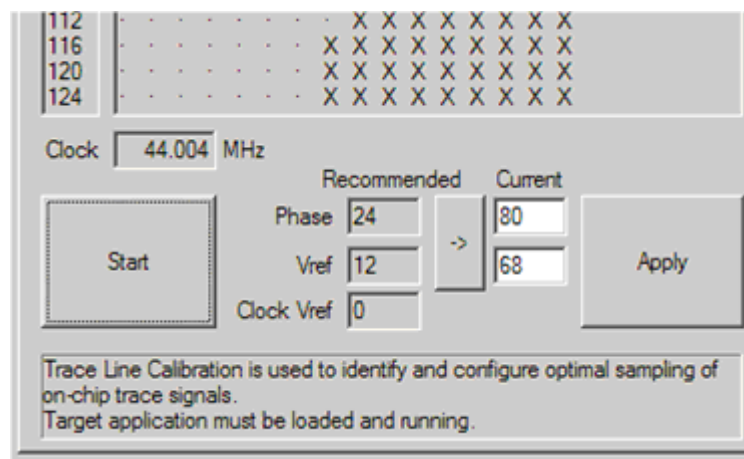 112 · · · · · · · · X X X X X X X X
116 · · · · · · · X X X X X X X X X
120 · · · · · · · X X X X X X X X X
124 · · · · · · · X X X X X X X X X
Clock 44.004 MHz
Recommended Current
Phase 24 80
Start -> Apply
Vref 12 68
Clock Vref 0
Trace Line Calibration is used to identify and configure optimal sampling of
on-chip trace signals.
Target application must be loaded and running.